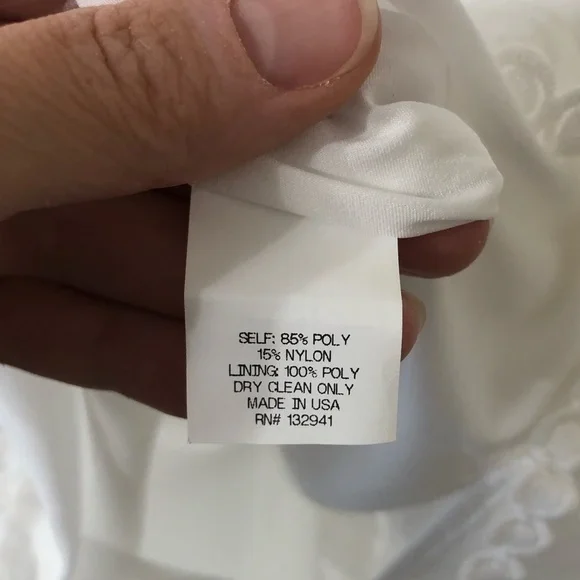 SELF: 85% POLY
15% NYLON
LINING: 100% POLY
DRY CLEAN ONLY
MADE IN USA
RN# 132941